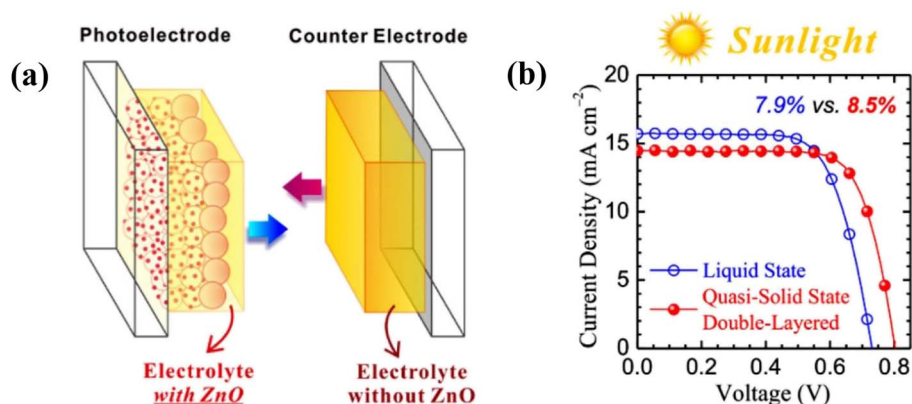 (a)
Photoelectrode
Counter Electrode
Electrolyte
with ZnO
Electrolyte
without ZnO
(b)
Sunlight
7.9% vs. 8.5%
Current Density (mA cm⁻²)
20
15
10
5
0
Liquid State
Quasi-Solid State
Double-Layered
0.0 0.2 0.4 0.6 0.8
Voltage (V)